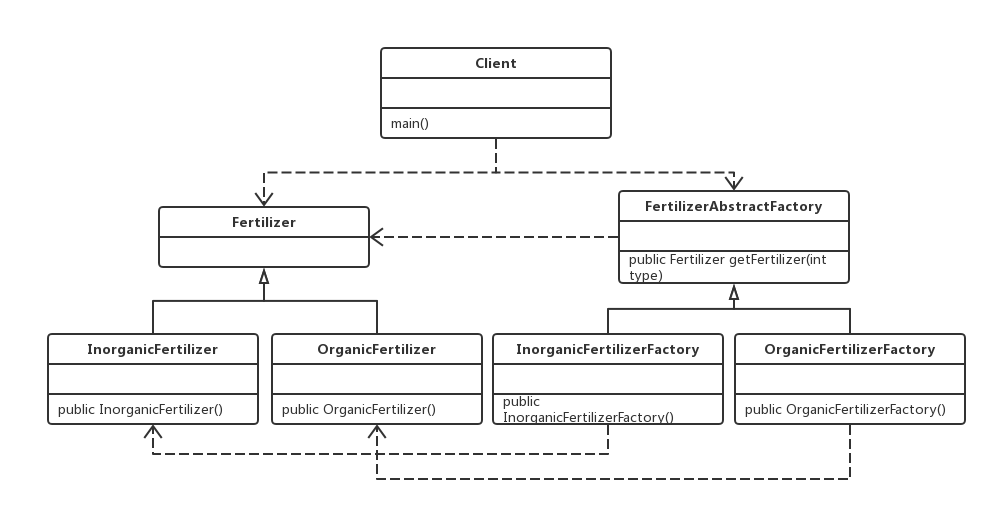 Client
main()
Fertilizer
FertilizerAbstractFactory
public Fertilizer getFertilizer(int
type)
InorganicFertilizer
public InorganicFertilizer()
OrganicFertilizer
public OrganicFertilizer()
InorganicFertilizerFactory
public
InorganicFertilizerFactory()
OrganicFertilizerFactory
public OrganicFertilizerFactory()